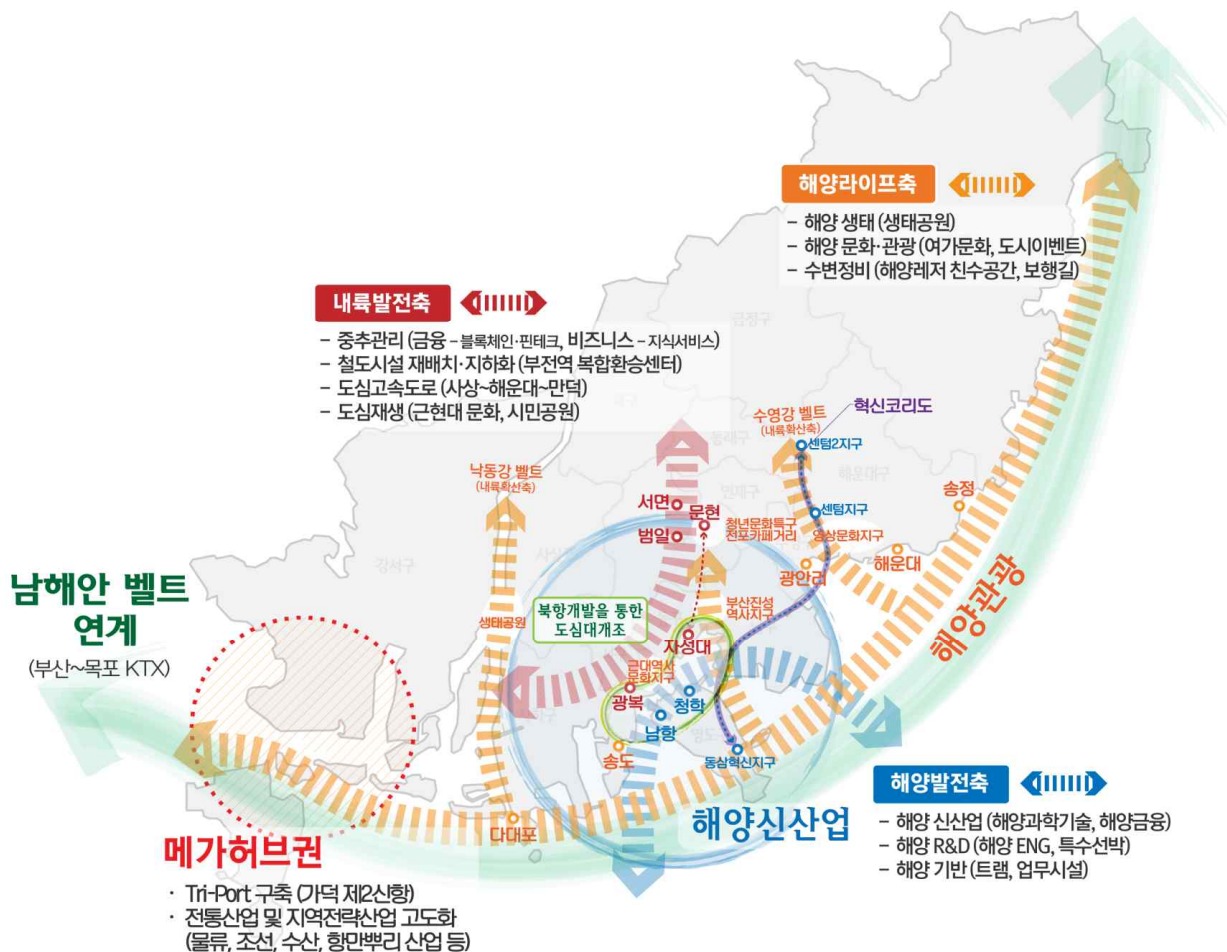 해양라이프축
– 해양 생태 (생태공원)
– 해양 문화·관광 (여가문화, 도시이벤트)
– 수변정비 (해양레저 친수공간, 보행길)
내륙발전축
– 중추관리 (금융 – 블록체인·핀테크, 비즈니스 – 지식서비스)
– 철도시설 재배치·지하화 (부전역 복합환승센터)
– 도심고속도로 (사상~해운대~만덕)
– 도심재생 (근현대 문화, 시민공원)
금정구
북구
동래구
연제구
해운대구
사상구
강서구
수영강 벨트
(내륙확산축)
혁신코리도
센텀2지구
낙동강 벨트
(내륙확산축)
서면
문현
범일
청년문화특구
전포카페거리
센텀지구
영상문화지구
송정
해운대
광안리
남해안 벨트
연계
(부산~목포 KTX)
생태공원
북항개발을 통한
도심대개조
부산진성
역사지구
자성대
근대역사
문화지구
광복
청학
남항
영도구
송도
동삼혁신지구
해양관광
다대포
해양신산업
해양발전축
– 해양 신산업 (해양과학기술, 해양금융)
– 해양 R&D (해양 ENG, 특수선박)
– 해양 기반 (트램, 업무시설)
메가허브권
· Tri-Port 구축 (가덕 제2신항)
· 전통산업 및 지역전략산업 고도화
(물류, 조선, 수산, 항만뿌리 산업 등)